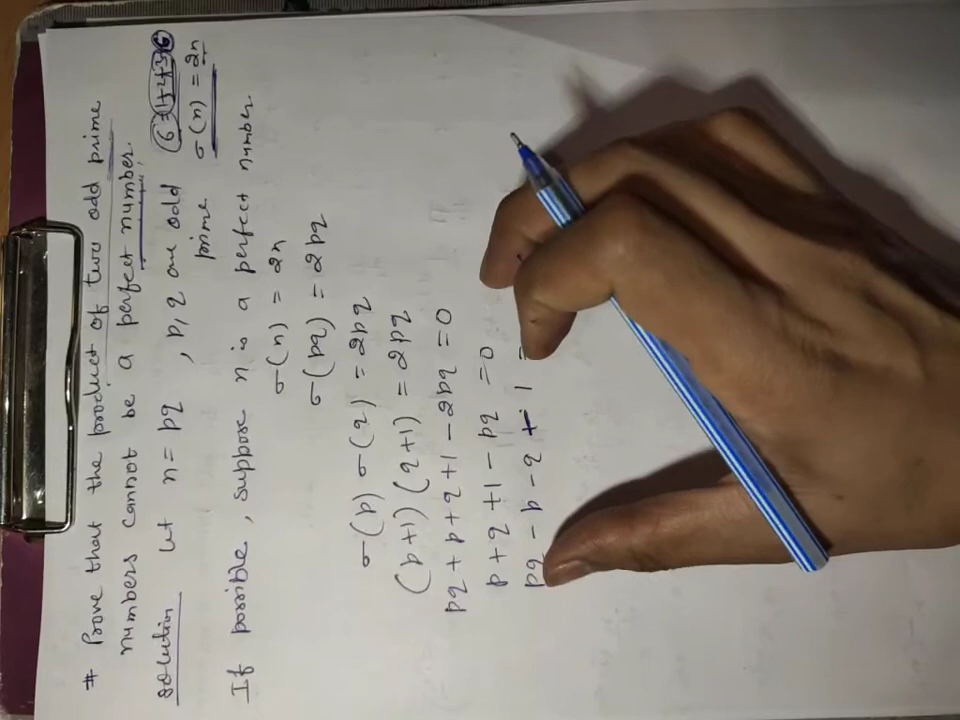 # Prove that the product of two odd prime
numbers cannot be a perfect number.
solution let n = pq , p, q are odd prime
6 = 1+2+3
σ(n) = 2n
If possible, suppose n is a perfect number.
σ(n) = 2n
σ(pq) = 2pq
σ(p) σ(q) = 2pq
(p+1) (q+1) = 2pq
pq + p + q + 1 - 2pq = 0
p + q + 1 - pq = 0
pq - p - q + 1 =